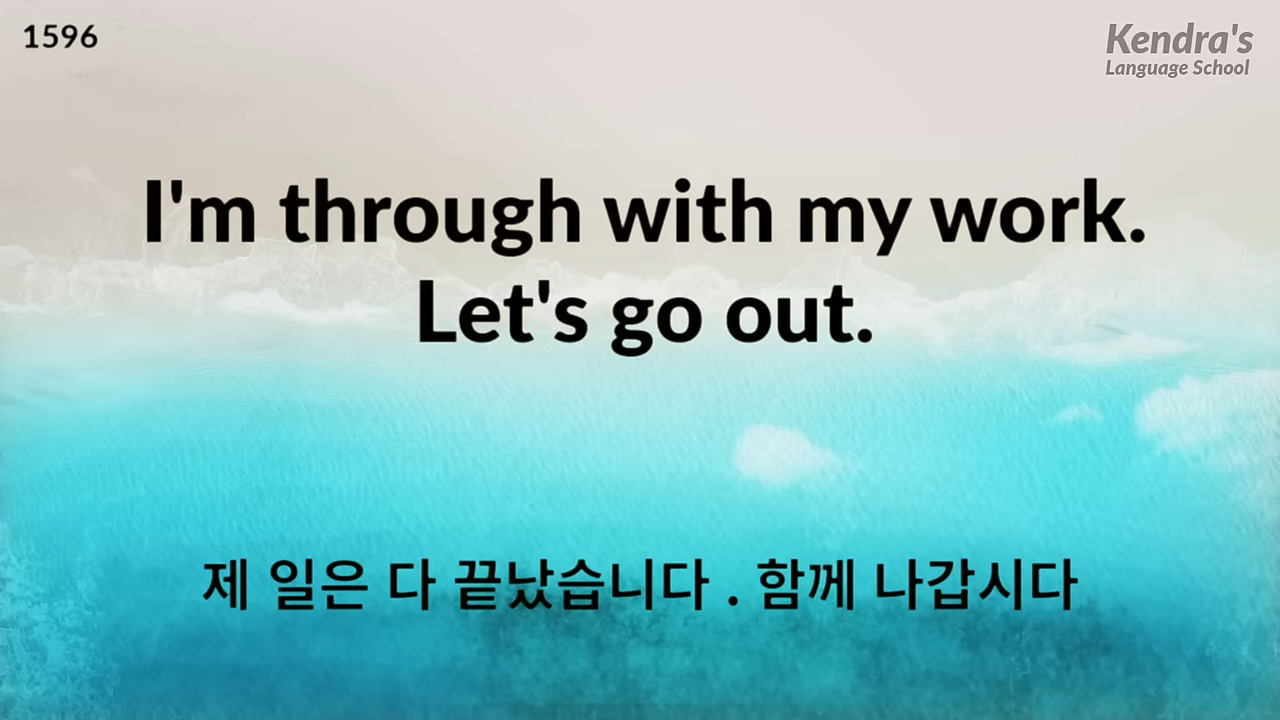 1596
Kendra's
Language School
I'm through with my work.
Let's go out.
제 일은 다 끝났습니다 . 함께 나갑시다